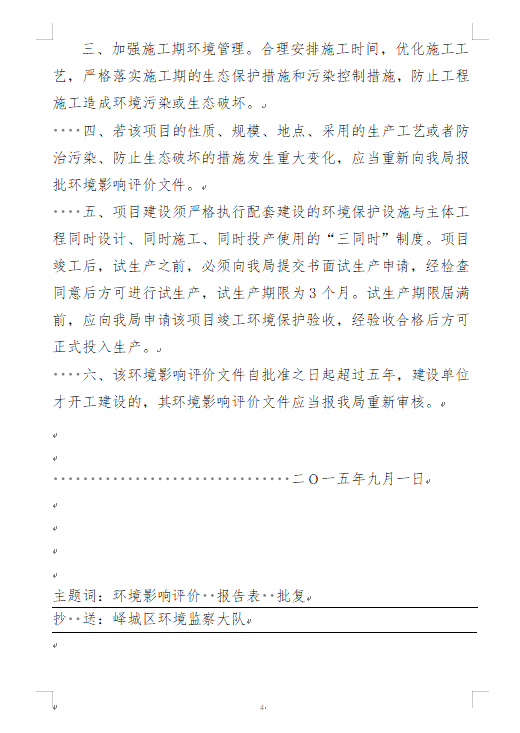 三、加强施工期环境管理。合理安排施工时间，优化施工工
艺，严格落实施工期的生态保护措施和污染控制措施，防止工程
施工造成环境污染或生态破坏。
四、若该项目的性质、规模、地点、采用的生产工艺或者防
治污染、防止生态破坏的措施发生重大变化，应当重新向我局报
批环境影响评价文件。
五、项目建设须严格执行配套建设的环境保护设施与主体工
程同时设计、同时施工、同时投产使用的“三同时”制度。项目
竣工后，试生产之前，必须向我局提交书面试生产申请，经检查
同意后方可进行试生产，试生产期限为3个月。试生产期限届满
前，应向我局申请该项目竣工环境保护验收，经验收合格后方可
正式投入生产。
六、该环境影响评价文件自批准之日起超过五年，建设单位
才开工建设的，其环境影响评价文件应当报我局重新审核。
二O一五年九月一日
主题词：环境影响评价  报告表  批复
抄  送：峄城区环境监察大队
4